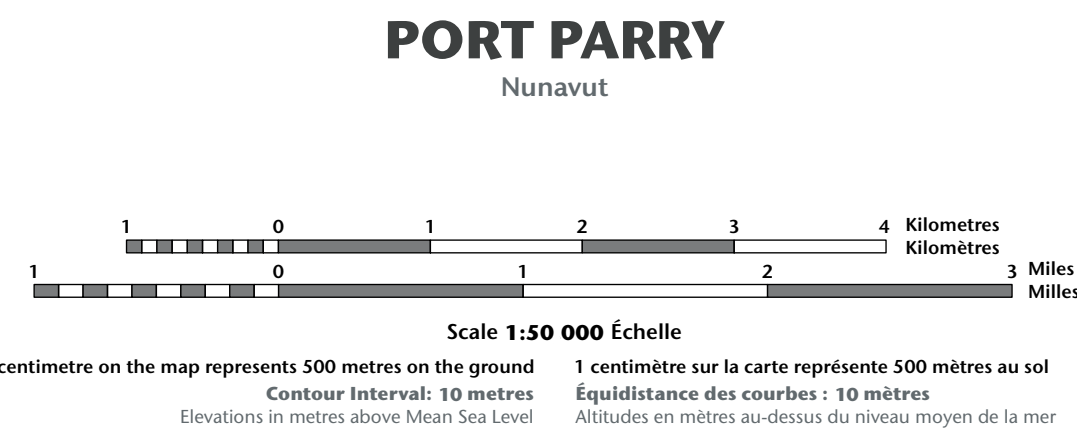 PORT PARRY
Nunavut
1 0 1 2 3 4 Kilometres
Kilomètres
1 0 1 2 3 Miles
Milles
Scale 1:50 000 Échelle
centimetre on the map represents 500 metres on the ground 1 centimètre sur la carte représente 500 mètres au sol
Contour Interval: 10 metres Équidistance des courbes : 10 mètres
Elevations in metres above Mean Sea Level Altitudes en mètres au-dessus du niveau moyen de la mer